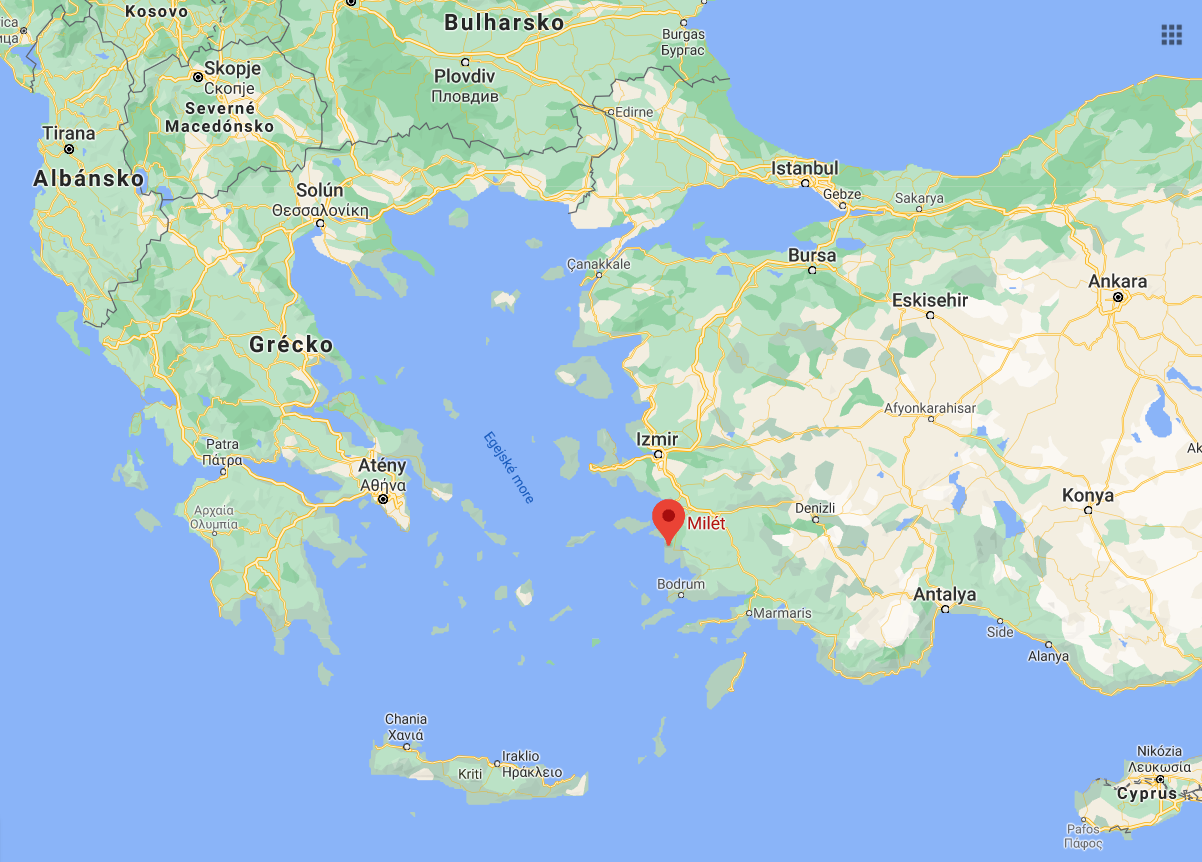 Kosovo
Bulharsko
Burgas
Бургас
Skopje
Скопје
Plovdiv
Пловдив
Severné
Macedónsko
Edirne
Tirana
Albánsko
Istanbul
Solún
Θεσσαλονίκη
Gebze
Sakarya
Çanakkale
Bursa
Ankara
Eskisehir
Grécko
Afyonkarahisar
Patra
Πάτρα
Izmir
Egejské more
Atény
Αθήνα
Konya
Αρχαία
Ολυμπία
Denizli
Milét
Bodrum
Antalya
Marmaris
Side
Alanya
Chania
Χανιά
Iraklio
Ηράκλειο
Kriti
Nikózia
Λευκωσία
Cyprus
Pafos
Πάφος